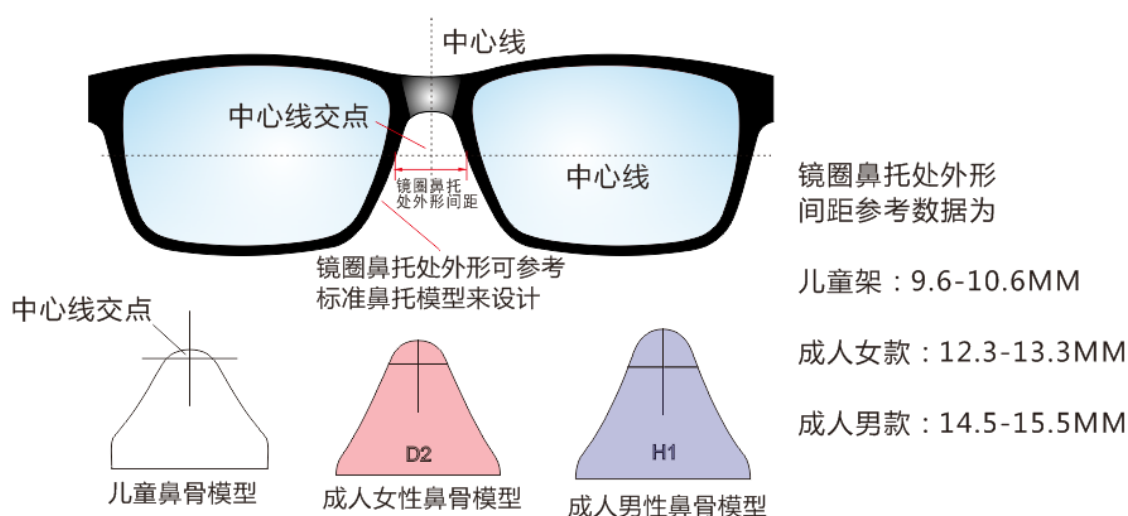 中心线
中心线交点
中心线
镜圈鼻托
处外形间距
镜圈鼻托处外形可参考
标准鼻托模型来设计
镜圈鼻托处外形
间距参考数据为
儿童架：9.6-10.6MM
成人女款：12.3-13.3MM
成人男款：14.5-15.5MM
中心线交点
D2
H1
儿童鼻骨模型
成人女性鼻骨模型
成人男性鼻骨模型